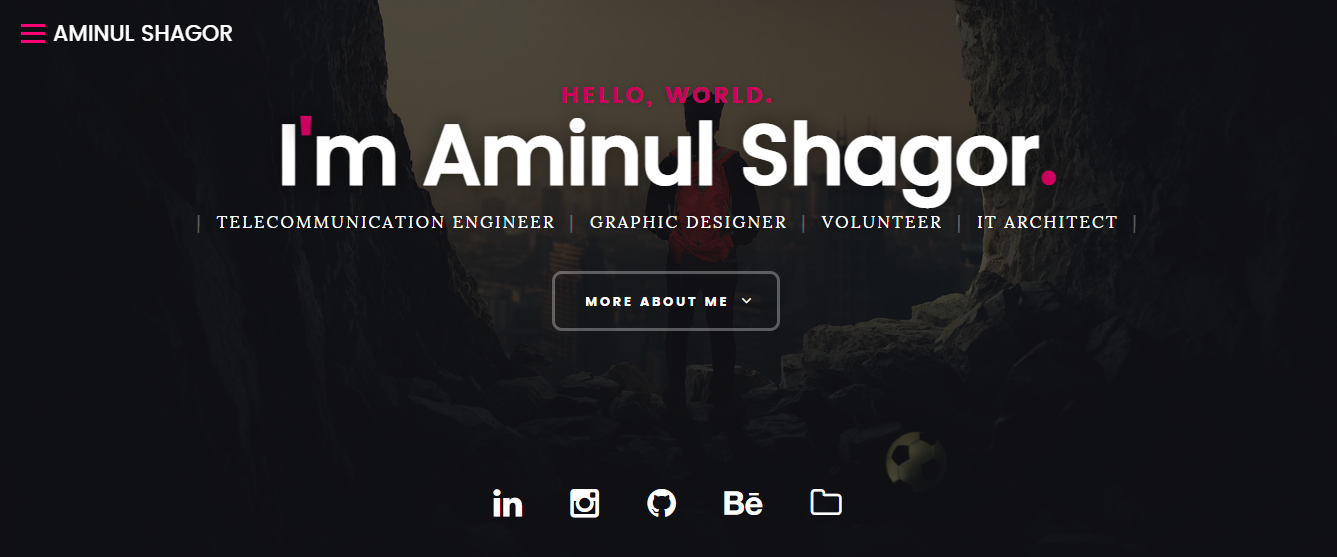 AMINUL SHAGOR
HELLO, WORLD.
I'm Aminul Shagor.
| TELECOMMUNICATION ENGINEER | GRAPHIC DESIGNER | VOLUNTEER | IT ARCHITECT |
MORE ABOUT ME
in Bē